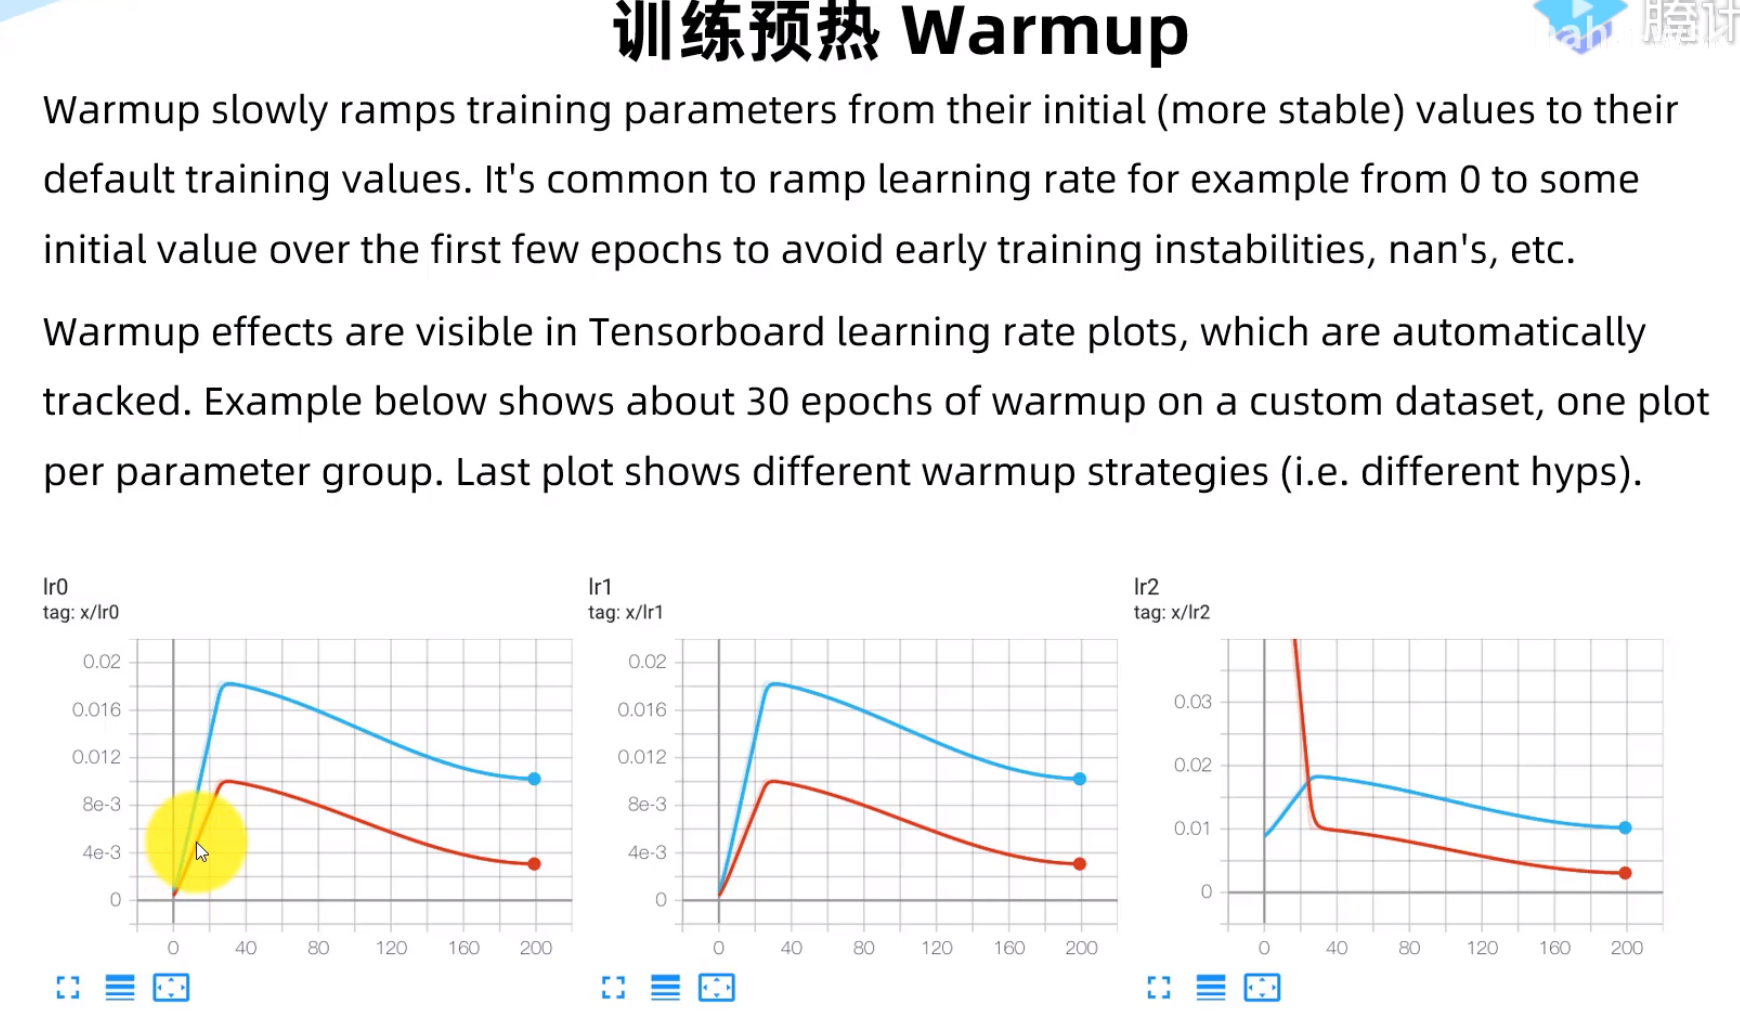 训练预热 Warmup
Warmup slowly ramps training parameters from their initial (more stable) values to their
default training values. It's common to ramp learning rate for example from 0 to some
initial value over the first few epochs to avoid early training instabilities, nan's, etc.
Warmup effects are visible in Tensorboard learning rate plots, which are automatically
tracked. Example below shows about 30 epochs of warmup on a custom dataset, one plot
per parameter group. Last plot shows different warmup strategies (i.e. different hyps).
lr0
tag: x/lr0
0.02
0.016
0.012
8e-3
4e-3
0
0 40 80 120 160 200
lr1
tag: x/lr1
0.02
0.016
0.012
8e-3
4e-3
0
0 40 80 120 160 200
lr2
tag: x/lr2
0.03
0.02
0.01
0
0 40 80 120 160 200